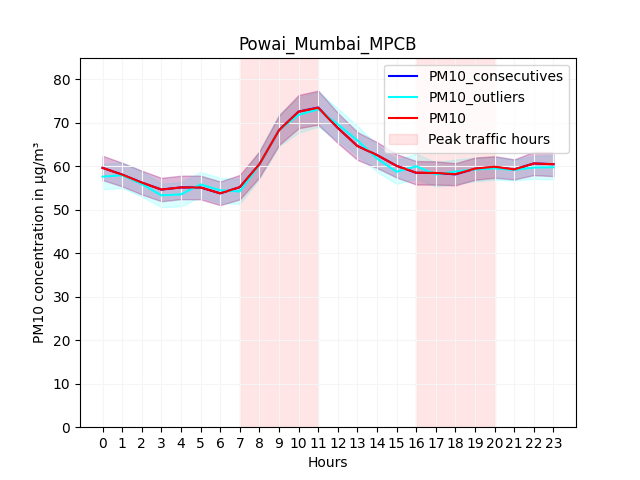 Powai_Mumbai_MPCB
PM10_consecutives
PM10_outliers
PM10
Peak traffic hours
PM10 concentration in µg/m³
80
70
60
50
40
30
20
10
0
0 1 2 3 4 5 6 7 8 9 10 11 12 13 14 15 16 17 18 19 20 21 22 23
Hours